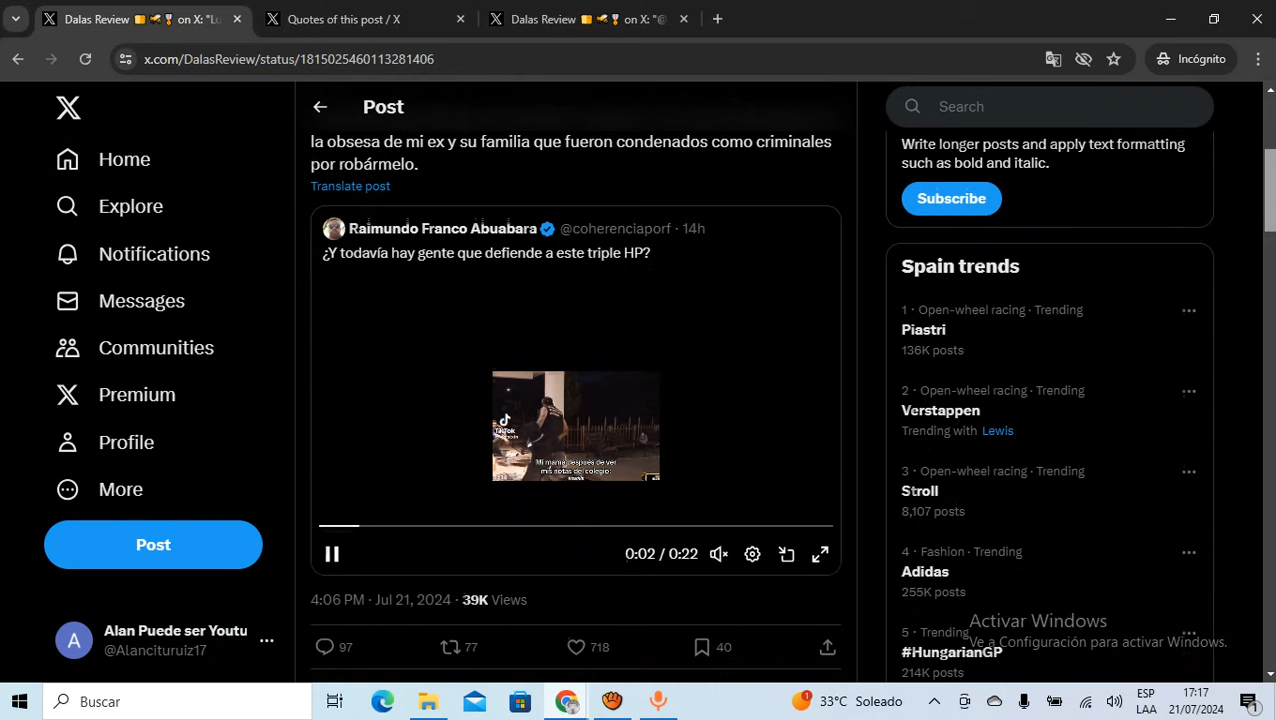 Dalas Review on X: "Lo
Quotes of this post / X
Dalas Review on X: "@
x.com/DalasReview/status/1815025460113281406
Incógnito
Post
Search
Home
Explore
Notifications
Messages
Communities
Premium
Profile
More
Post
Alan Puede ser Youtu
@Alancituruiz17
la obsesa de mi ex y su familia que fueron condenados como criminales
por robármelo.
Translate post
Raimundo Franco Abuabara @coherenciaporf · 14h
¿Y todavía hay gente que defiende a este triple HP?
TikTok
Mi mamá después de ver
mis notas del colegio:
0:02 / 0:22
4:06 PM · Jul 21, 2024 · 39K Views
97
77
718
40
Write longer posts and apply text formatting
such as bold and italic.
Subscribe
Spain trends
1 · Open-wheel racing · Trending
Piastri
136K posts
2 · Open-wheel racing · Trending
Verstappen
Trending with Lewis
3 · Open-wheel racing · Trending
Stroll
8,107 posts
4 · Fashion · Trending
Adidas
255K posts
5 · Trending
#HungarianGP
214K posts
Activar Windows
Ve a Configuración para activar Windows.
Buscar
1
33°C Soleado
ESP
LAA
17:17
21/07/2024
1